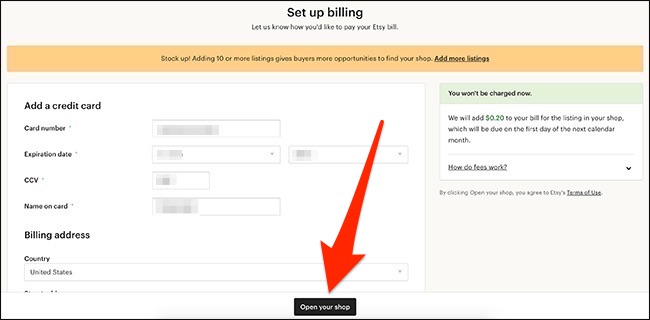 Set up billing
Let us know how you'd like to pay your Etsy bill.
Stock up! Adding 10 or more listings gives buyers more opportunities to find your shop. Add more listings
Add a credit card
Card number *
Expiration date *
CCV *
Name on card *
Billing address
Country
United States
You won't be charged now.
We will add $0.20 to your bill for the listing in your shop,
which will be due on the first day of the next calendar
month.
How do fees work?
By clicking Open your shop, you agree to Etsy's Terms of Use.
Open your shop